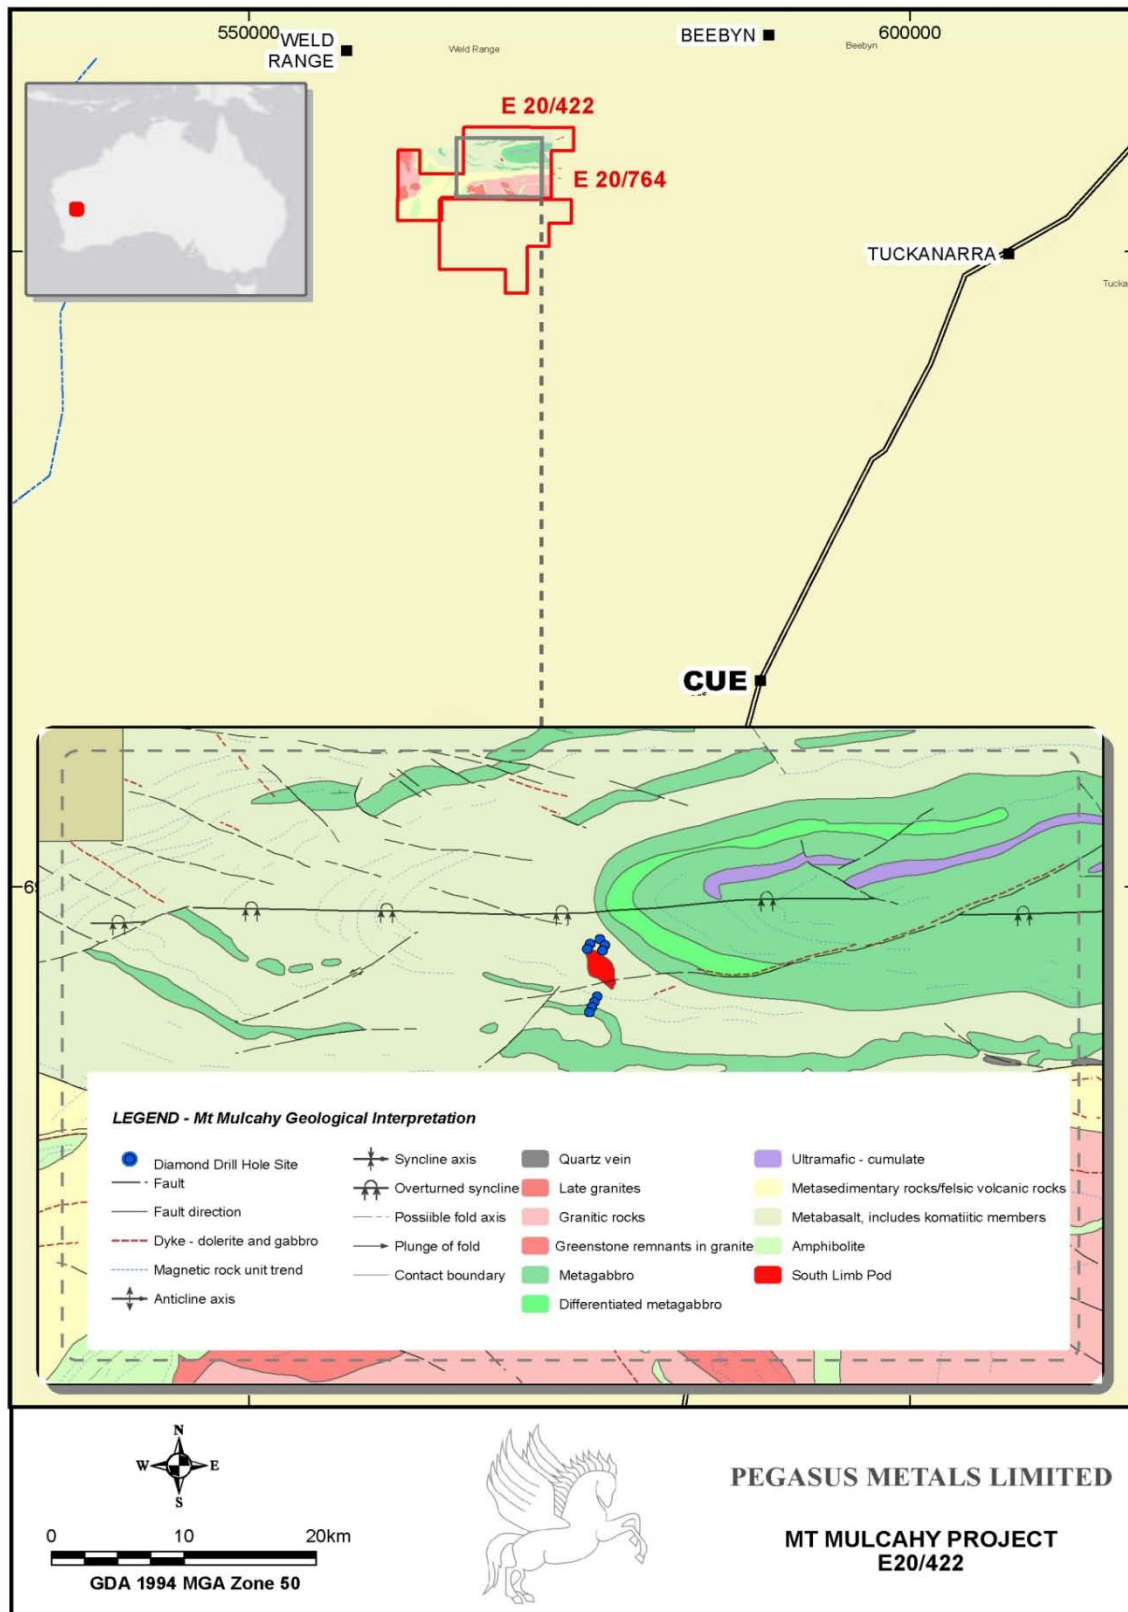 550000
600000
WELD
RANGE
Weld Range
BEEBYN
Beebyn
E 20/422
E 20/764
TUCKANARRA
Tucka
CUE
69
LEGEND - Mt Mulcahy Geological Interpretation
Diamond Drill Hole Site
Fault
Fault direction
Dyke - dolerite and gabbro
Magnetic rock unit trend
Anticline axis
Syncline axis
Overturned syncline
Possiible fold axis
Plunge of fold
Contact boundary
Quartz vein
Late granites
Granitic rocks
Greenstone remnants in granite
Metagabbro
Differentiated metagabbro
Ultramafic - cumulate
Metasedimentary rocks/felsic volcanic rocks
Metabasalt, includes komatiitic members
Amphibolite
South Limb Pod
N
W E
S
0 10 20km
GDA 1994 MGA Zone 50
PEGASUS METALS LIMITED
MT MULCAHY PROJECT
E20/422